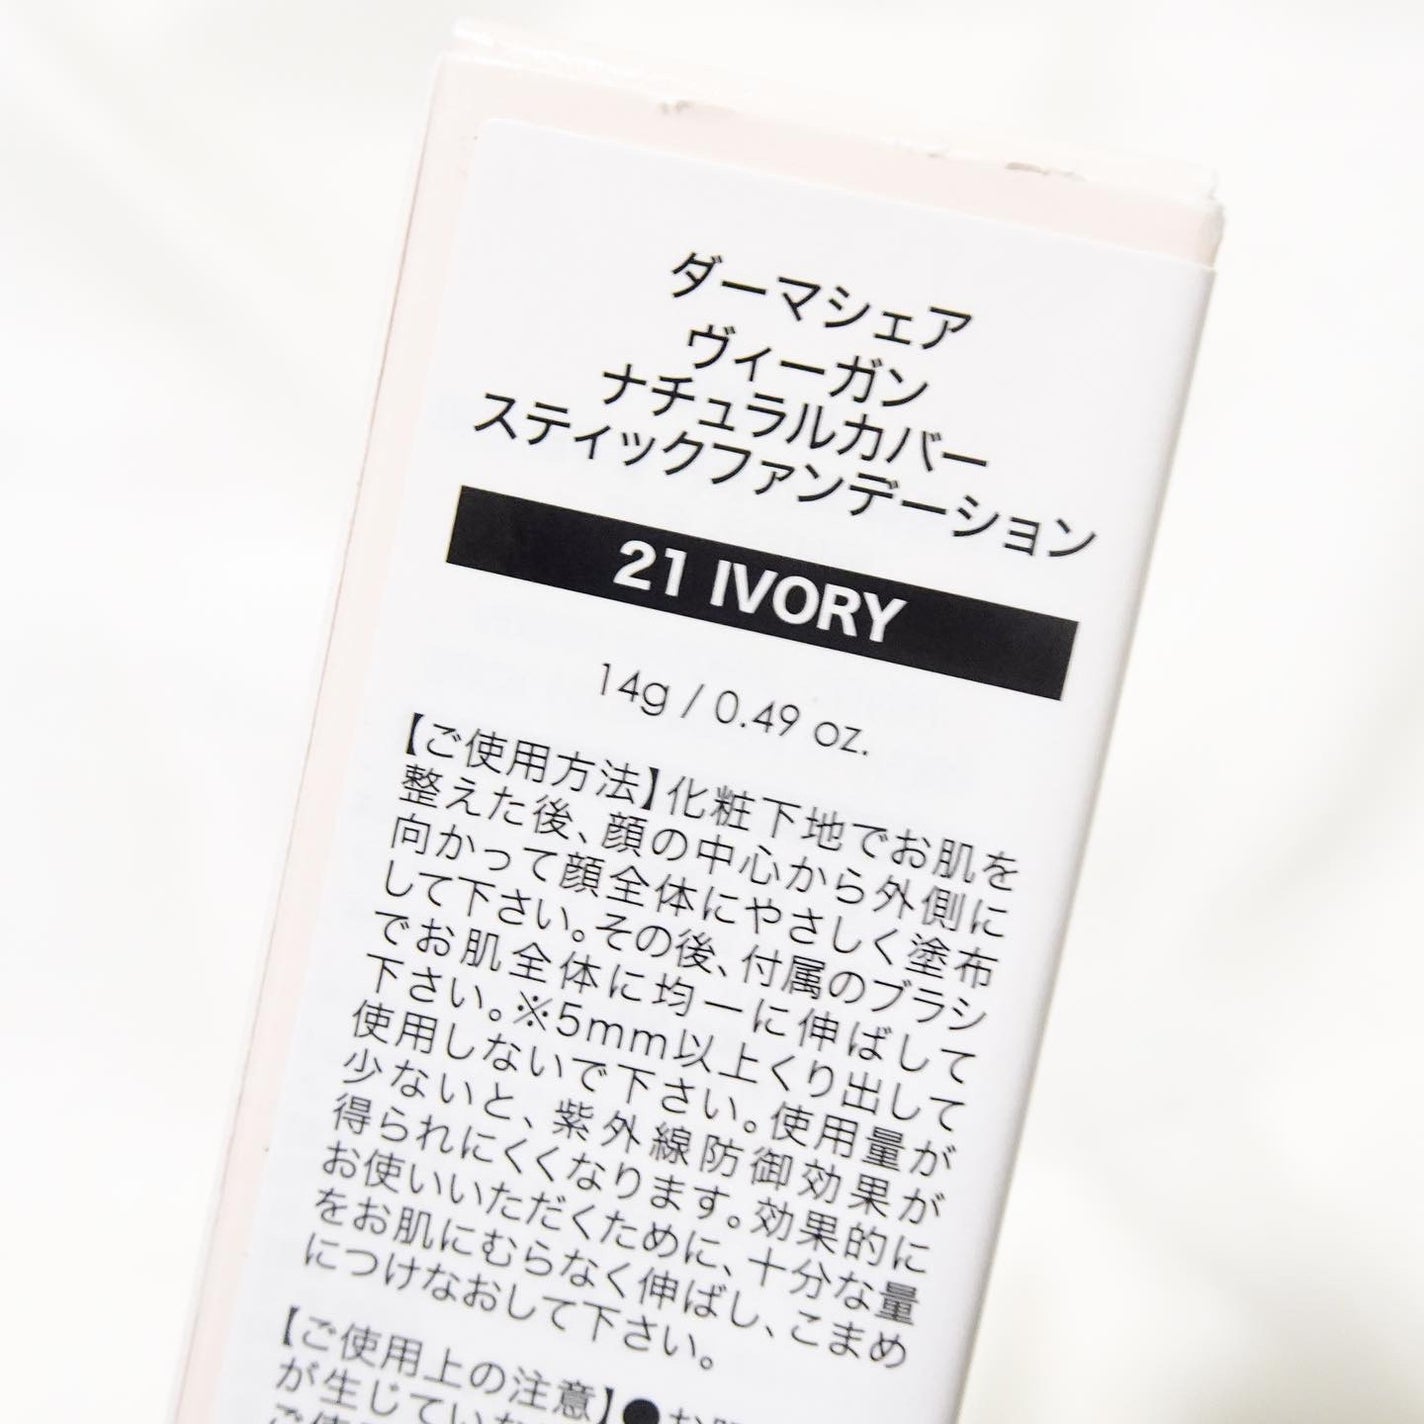 ダーマシェア
ヴィーガン
ナチュラルカバー
スティックファンデーション
21 IVORY
14g / 0.49 oz.
【ご使用方法】化粧下地でお肌を
整えた後、顔の中心から外側に
向かって顔全体にやさしく塗布
して下さい。その後、付属のブラシ
でお肌全体に均一に伸ばして
下さい。※5mm以上くり出して
使用しないで下さい。使用量が
少ないと、紫外線防御効果が
得られにくくなります。効果的に
お使いいただくために、十分な量
をお肌にむらなく伸ばし、こまめ
につけなおして下さい。
【ご使用上の注意】●お肌
が生じていな